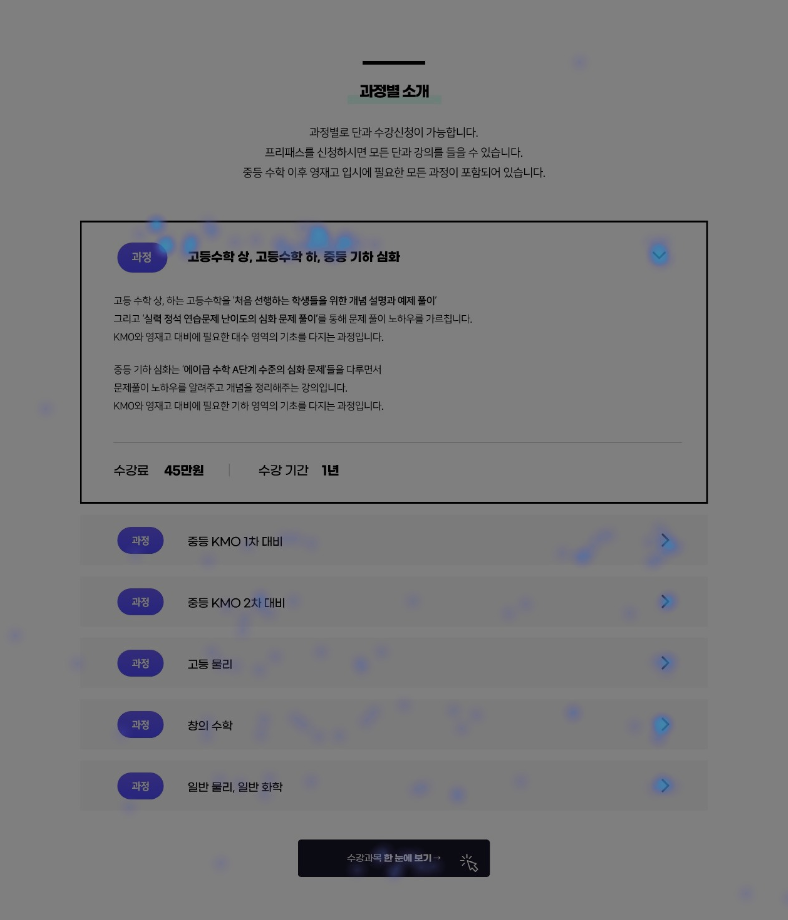 과정별 소개
과정별로 단과 수강신청이 가능합니다.
프리패스를 신청하시면 모든 단과 강의를 들을 수 있습니다.
중등 수학 이후 영재고 입시에 필요한 모든 과정이 포함되어 있습니다.
과정 고등수학 상, 고등수학 하, 중등 기하 심화
고등 수학 상, 하는 고등수학을 '처음 선행하는 학생들을 위한 개념 설명과 예제 풀이'
그리고 '실력 정석 연습문제 난이도의 심화 문제 풀이'를 통해 문제 풀이 노하우를 가르칩니다.
KMO와 영재고 대비에 필요한 대수 영역의 기초를 다지는 과정입니다.
중등 기하 심화는 '에이급 수학 A단계 수준의 심화 문제'들을 다루면서
문제풀이 노하우를 알려주고 개념을 정리해주는 강의입니다.
KMO와 영재고 대비에 필요한 기하 영역의 기초를 다지는 과정입니다.
수강료 45만원 | 수강 기간 1년
과정 중등 KMO 1차 대비
과정 중등 KMO 2차 대비
과정 고등 물리
과정 창의 수학
과정 일반 물리, 일반 화학
수강과목 한 눈에 보기→